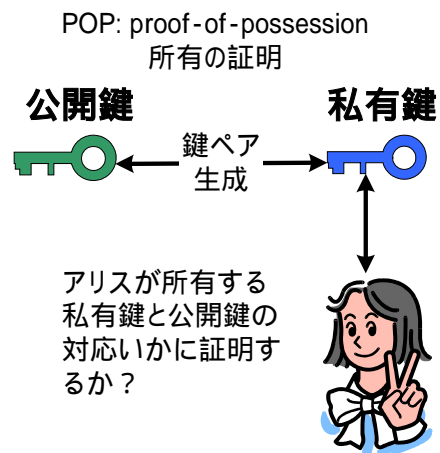 POP: proof-of-possession
所有の証明
公開鍵
私有鍵
鍵ペア
生成
アリスが所有する
私有鍵と公開鍵の
対応いかに証明す
るか？